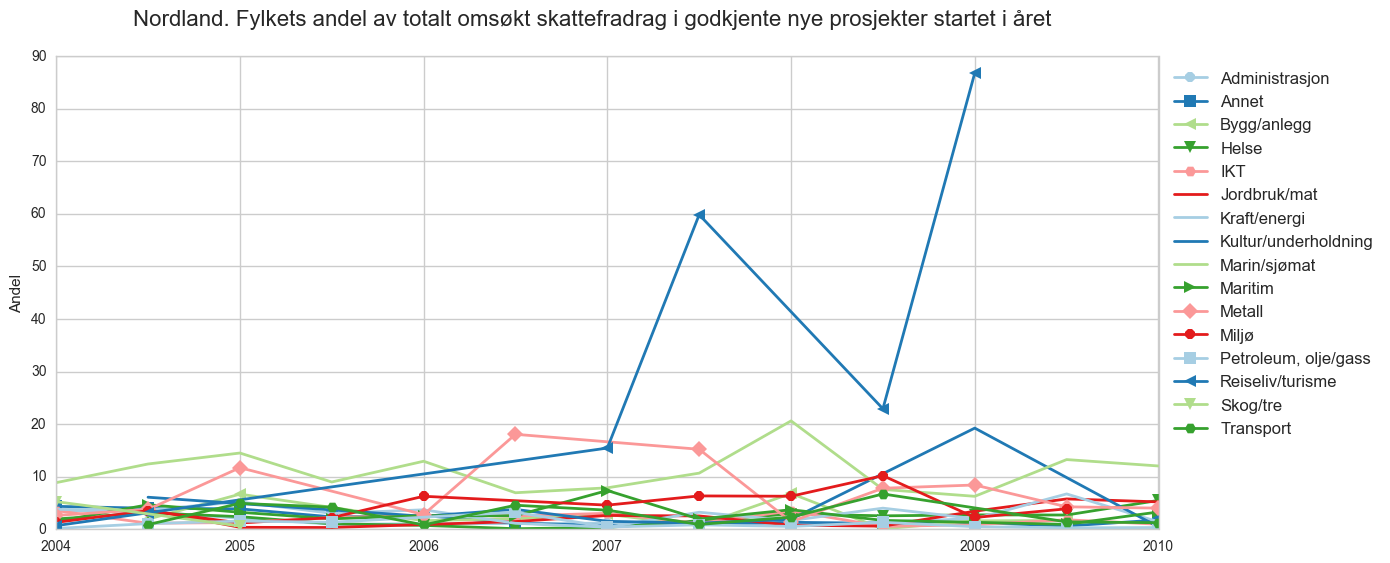 Nordland. Fylkets andel av totalt omsøkt skattefradrag i godkjente nye prosjekter startet i året
90
80
70
60
50
40
30
20
10
0
Andel
2004
2005
2006
2007
2008
2009
2010
Administrasjon
Annet
Bygg/anlegg
Helse
IKT
Jordbruk/mat
Kraft/energi
Kultur/underholdning
Marin/sjømat
Maritim
Metall
Miljø
Petroleum, olje/gass
Reiseliv/turisme
Skog/tre
Transport